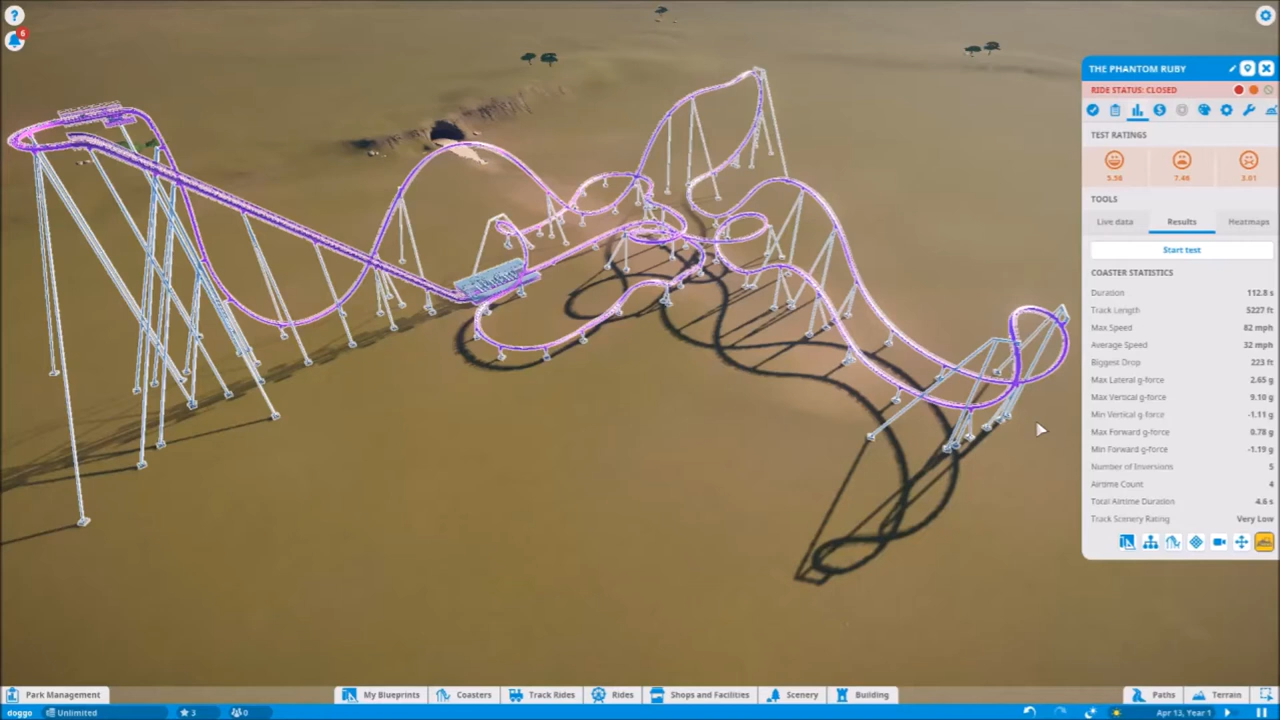 ?
6
THE PHANTOM RUBY
RIDE STATUS: CLOSED
TEST RATINGS
5.56 7.46 3.01
TOOLS
Live data Results Heatmaps
Start test
COASTER STATISTICS
Duration 112.8 s
Track Length 5227 ft
Max Speed 82 mph
Average Speed 32 mph
Biggest Drop 223 ft
Max Lateral g-force 2.65 g
Max Vertical g-force 9.10 g
Min Vertical g-force -1.11 g
Max Forward g-force 0.78 g
Min Forward g-force -1.19 g
Number of Inversions 5
Airtime Count 4
Total Airtime Duration 4.6 s
Track Scenery Rating Very Low
Park Management My Blueprints Coasters Track Rides Rides Shops and Facilities Scenery Building Paths Terrain
doggo Unlimited 3 0 Apr 13, Year 1